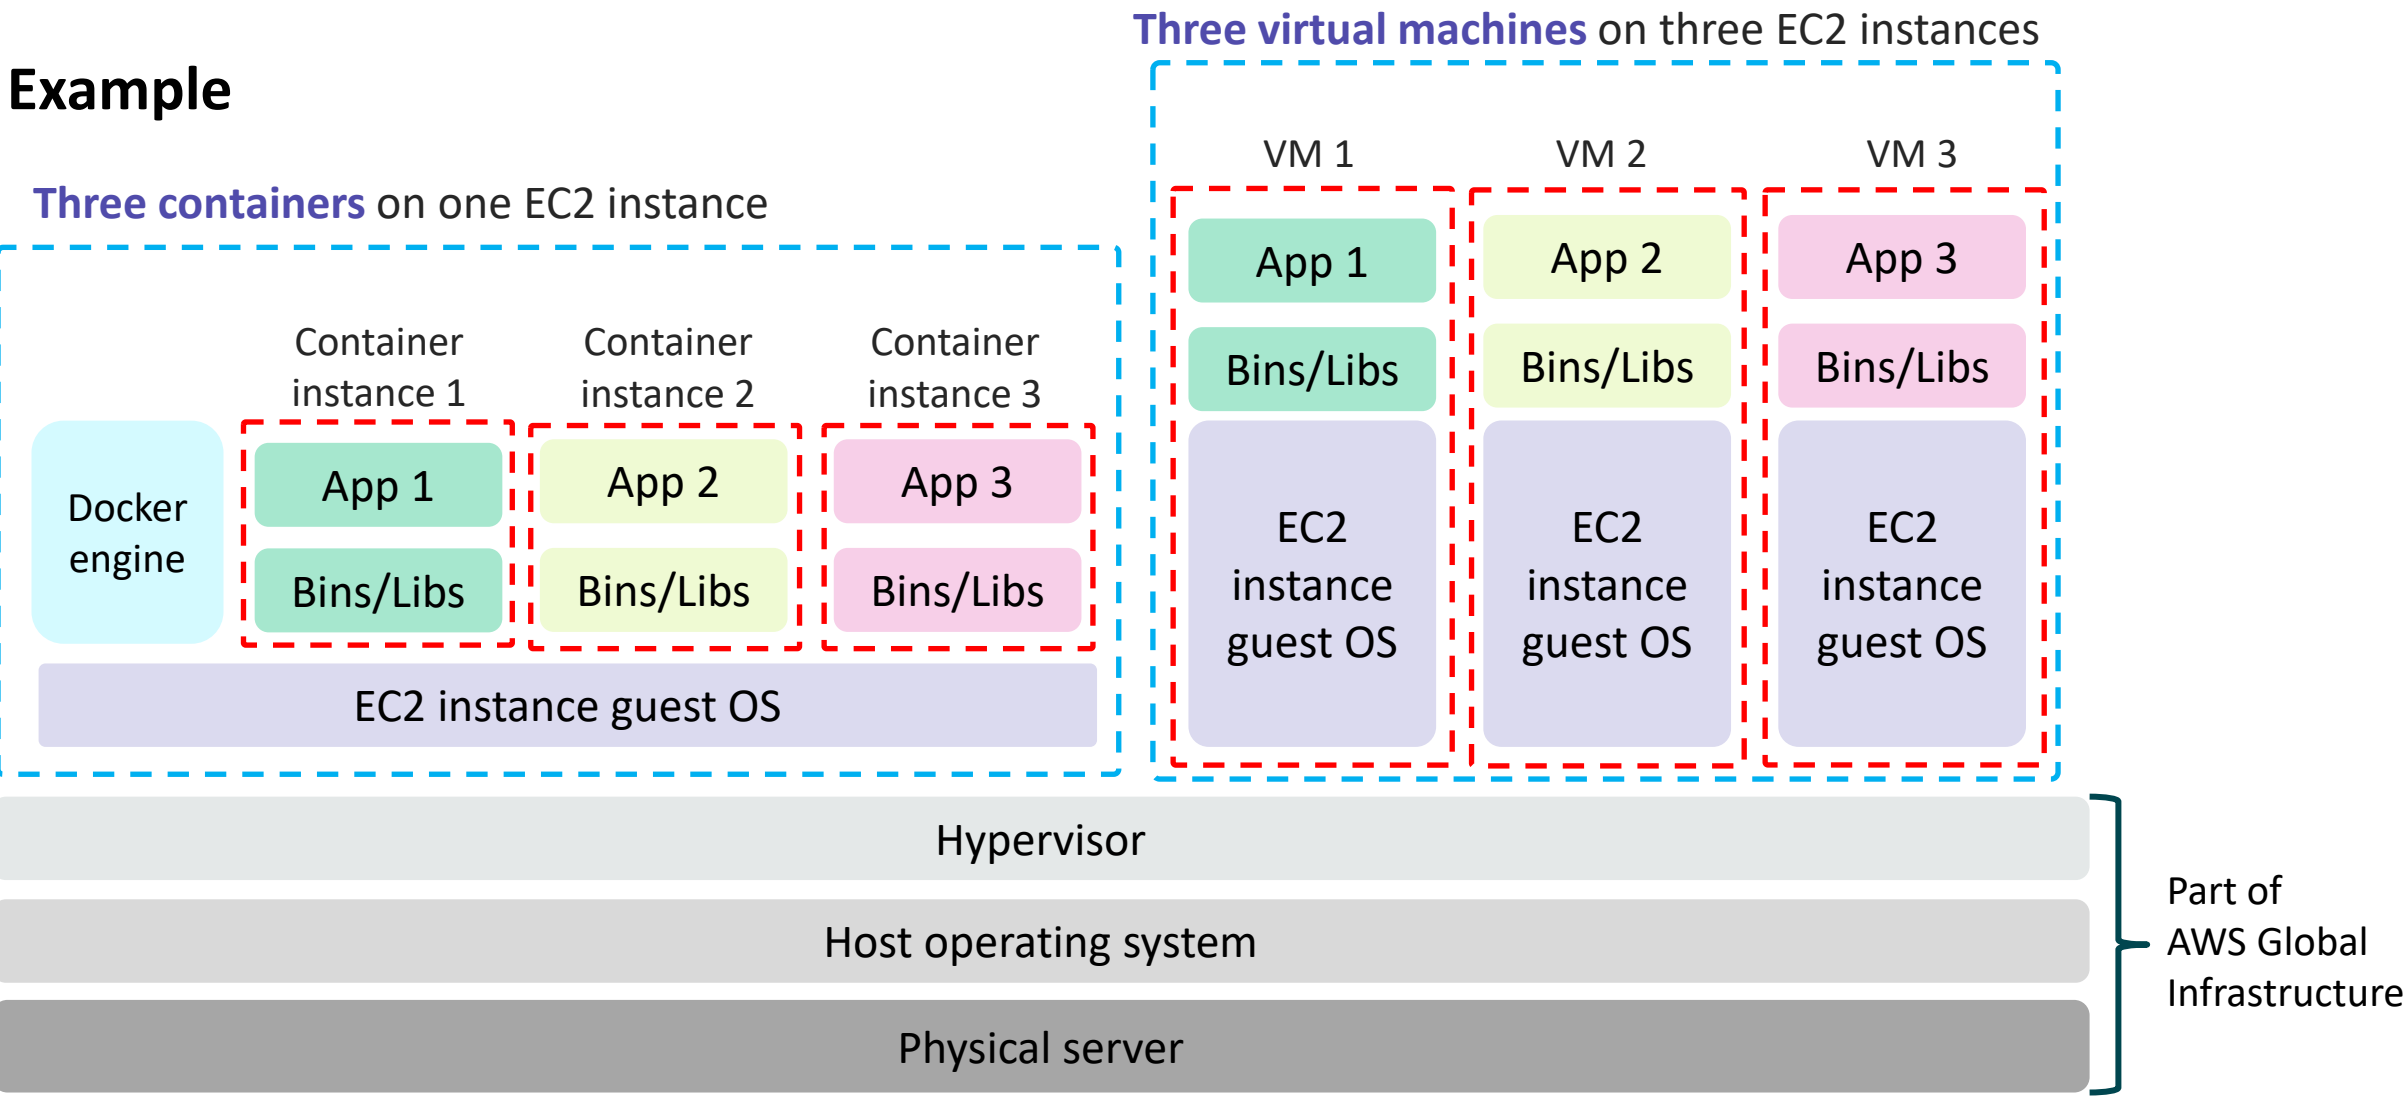 Three virtual machines on three EC2 instances
Example
Three containers on one EC2 instance
Container
instance 1
Container
instance 2
Container
instance 3
Docker
engine
App 1
Bins/Libs
App 2
Bins/Libs
App 3
Bins/Libs
EC2 instance guest OS
VM 1
App 1
Bins/Libs
EC2
instance
guest OS
VM 2
App 2
Bins/Libs
EC2
instance
guest OS
VM 3
App 3
Bins/Libs
EC2
instance
guest OS
Hypervisor
Host operating system
Physical server
Part of
AWS Global
Infrastructure